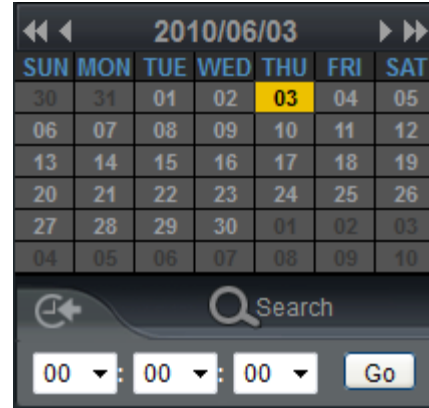 2010/06/03
SUN MON TUE WED THU FRI SAT
30 31 01 02 03 04 05
06 07 08 09 10 11 12
13 14 15 16 17 18 19
20 21 22 23 24 25 26
27 28 29 30 01 02 03
04 05 06 07 08 09 10
Search
00 : 00 : 00 Go